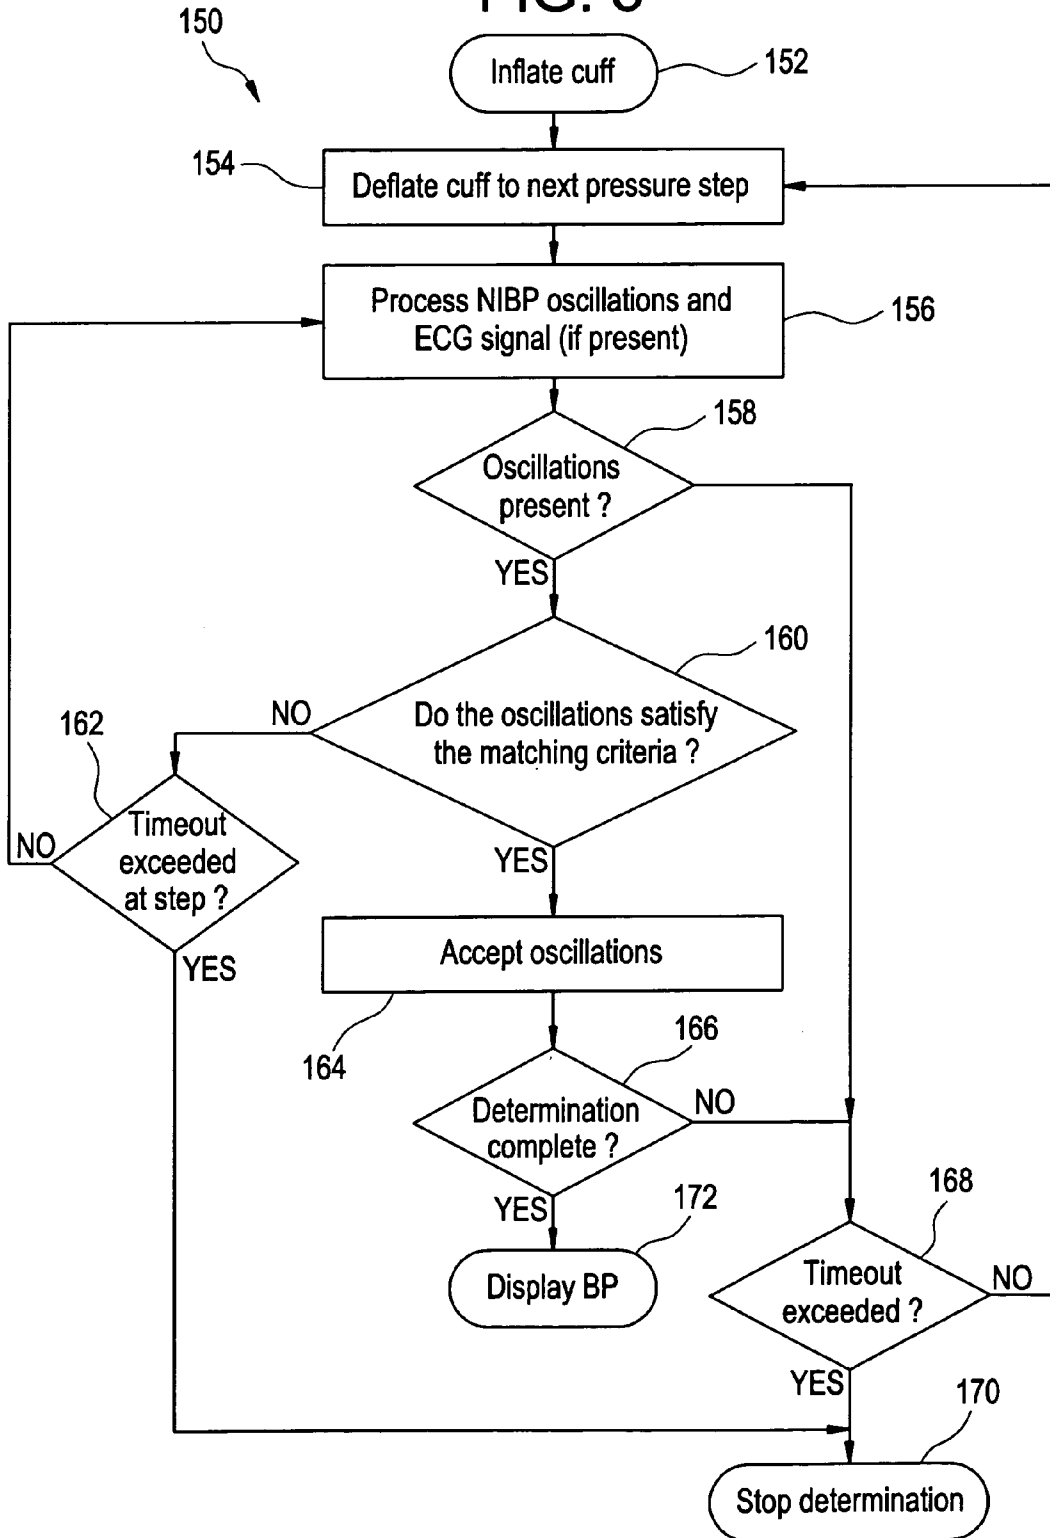 150
Inflate cuff
152
154
Deflate cuff to next pressure step
Process NIBP oscillations and
ECG signal (if present)
156
158
Oscillations
present ?
YES
160
NO
Do the oscillations satisfy
the matching criteria ?
162
Timeout
exceeded
at step ?
NO
YES
YES
Accept oscillations
164
166
Determination
complete ?
NO
YES
172
Display BP
168
Timeout
exceeded ?
NO
YES
170
Stop determination